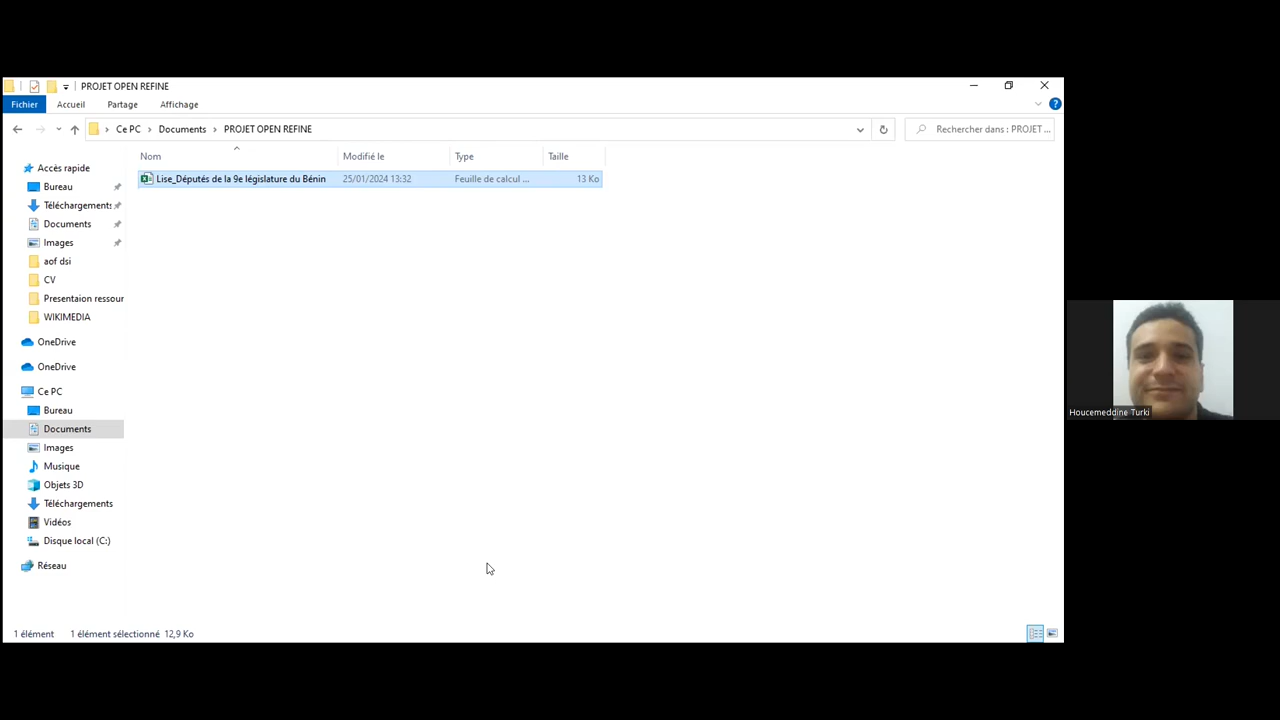 PROJET OPEN REFINE
Fichier Accueil Partage Affichage
Ce PC Documents PROJET OPEN REFINE
Rechercher dans : PROJET ...
Nom Modifié le Type Taille
Lise_Députés de la 9e législature du Bénin 25/01/2024 13:32 Feuille de calcul ... 13 Ko
Accès rapide
Bureau
Téléchargements
Documents
Images
aof dsi
CV
Presentaion ressour
WIKIMEDIA
OneDrive
OneDrive
Ce PC
Bureau
Documents
Images
Musique
Objets 3D
Téléchargements
Vidéos
Disque local (C:)
Réseau
1 élément 1 élément sélectionné 12,9 Ko
Houcemeddine Turki